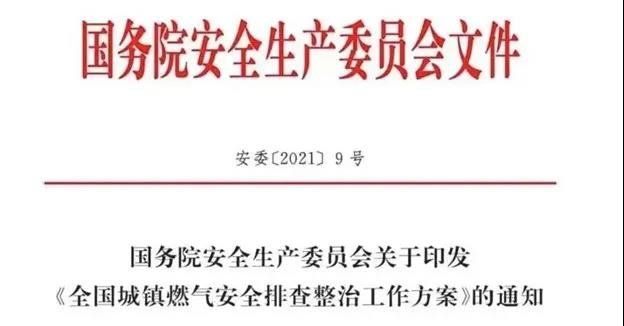 国务院安全生产委员会文件
安委〔2021〕9号
国务院安全生产委员会关于印发
《全国城镇燃气安全排查整治工作方案》的通知